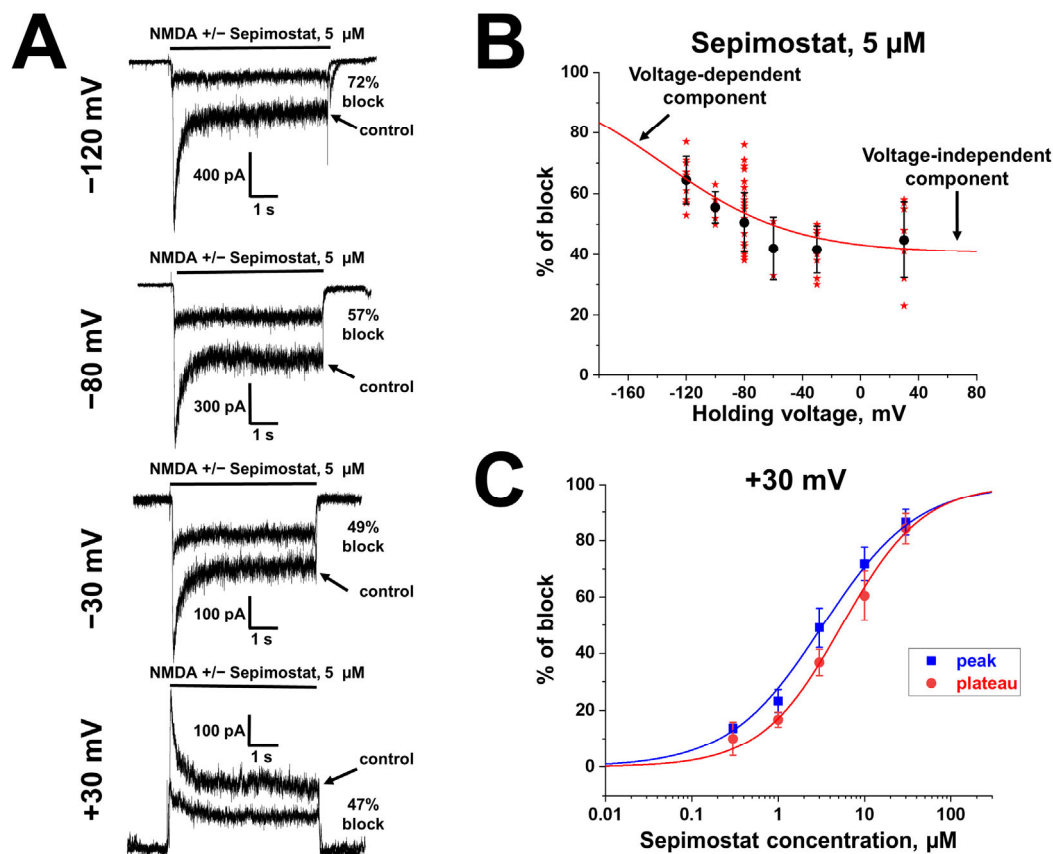 A
NMDA +/− Sepimostat, 5 µM
−120 mV
72%
block
control
400 pA
1 s
NMDA +/− Sepimostat, 5 µM
−80 mV
57%
block
control
300 pA
1 s
NMDA +/− Sepimostat, 5 µM
−30 mV
49%
block
control
100 pA
1 s
NMDA +/− Sepimostat, 5 µM
+30 mV
100 pA
1 s
control
47%
block
B
Sepimostat, 5 µM
Voltage-dependent
component
Voltage-independent
component
% of block
100
80
60
40
20
0
-160 -120 -80 -40 0 40 80
Holding voltage, mV
C
+30 mV
% of block
100
80
60
40
20
0
peak
plateau
0.01 0.1 1 10 100
Sepimostat concentration, µM